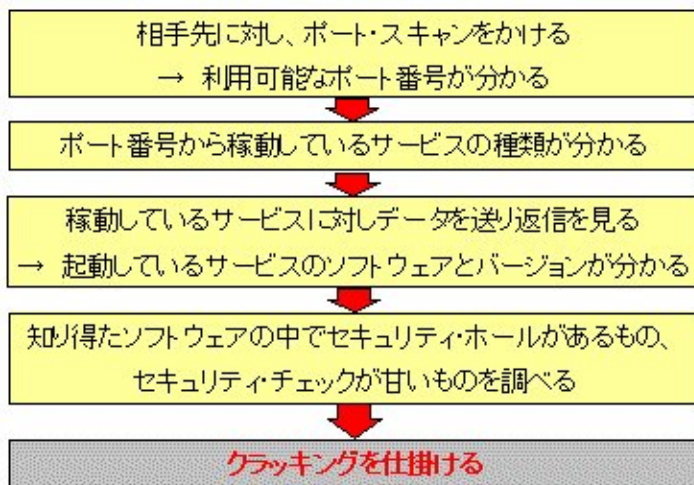 相手先に対し、ポート・スキャンをかける
→ 利用可能なポート番号が分かる
ポート番号から稼動しているサービスの種類が分かる
稼動しているサービスに対しデータを送り返信を見る
→ 起動しているサービスのソフトウェアとバージョンが分かる
知り得たソフトウェアの中でセキュリティ・ホールがあるもの、
セキュリティ・チェックが甘いものを調べる
クラッキングを仕掛ける